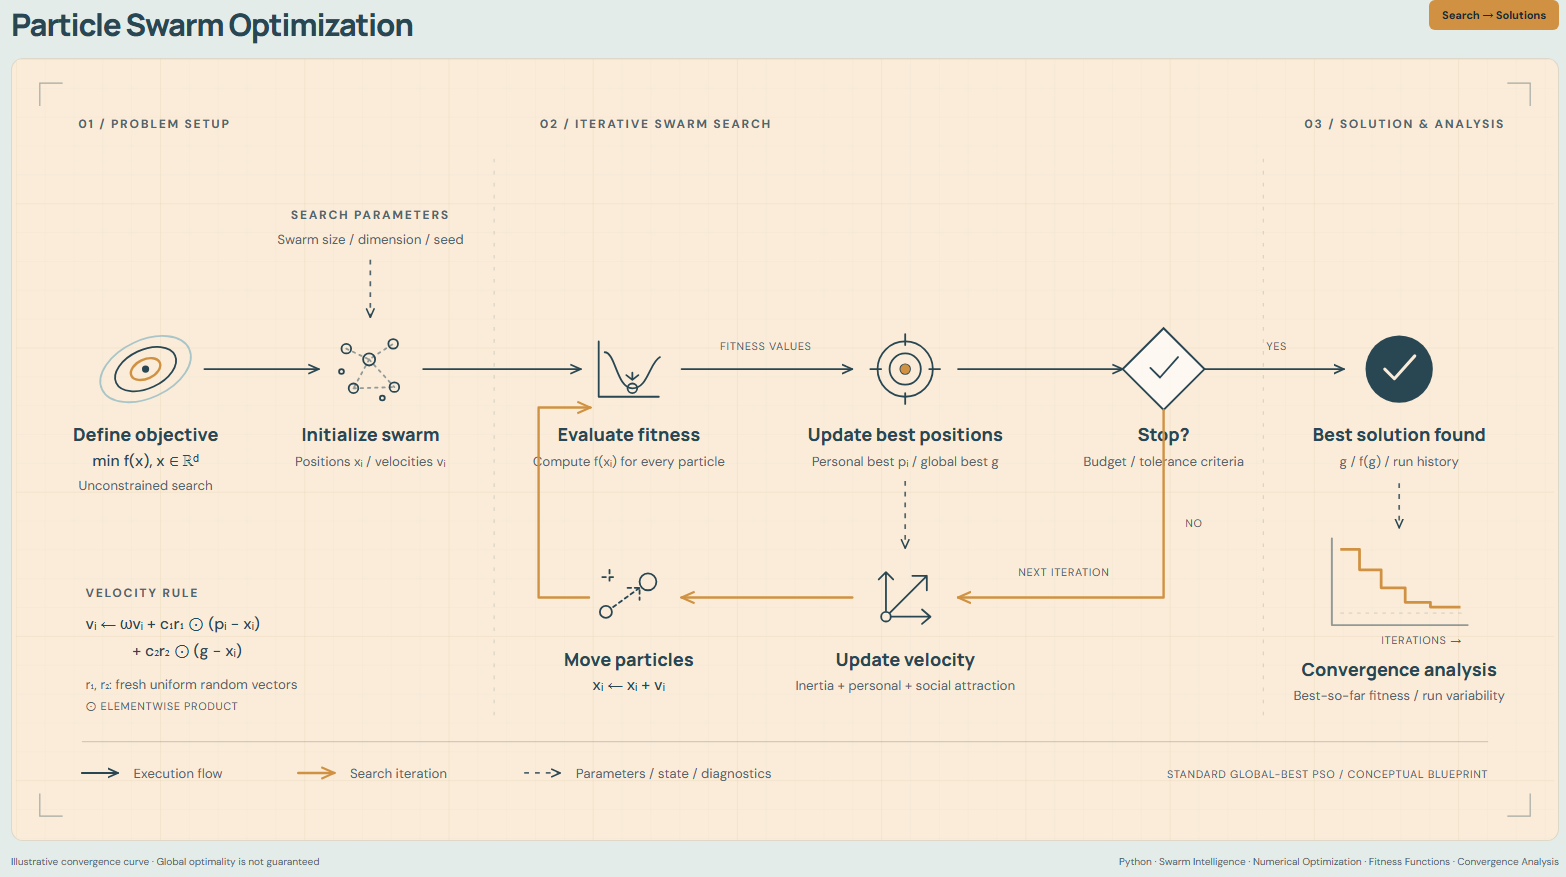 Particle Swarm Optimization
Search → Solutions
01 / PROBLEM SETUP
02 / ITERATIVE SWARM SEARCH
03 / SOLUTION & ANALYSIS
SEARCH PARAMETERS
Swarm size / dimension / seed
FITNESS VALUES
YES
Define objective
min f(x), x ∈ ℝᵈ
Unconstrained search
Initialize swarm
Positions xᵢ / velocities vᵢ
Evaluate fitness
Compute f(xᵢ) for every particle
Update best positions
Personal best pᵢ / global best g
Stop?
Budget / tolerance criteria
Best solution found
g / f(g) / run history
NO
NEXT ITERATION
VELOCITY RULE
vᵢ ← ωvᵢ + c₁r₁ ⊙ (pᵢ − xᵢ)
+ c₂r₂ ⊙ (g − xᵢ)
r₁, r₂: fresh uniform random vectors
⊙ ELEMENTWISE PRODUCT
Move particles
xᵢ ← xᵢ + vᵢ
Update velocity
Inertia + personal + social attraction
ITERATIONS →
Convergence analysis
Best-so-far fitness / run variability
Execution flow
Search iteration
Parameters / state / diagnostics
STANDARD GLOBAL-BEST PSO / CONCEPTUAL BLUEPRINT
Illustrative convergence curve · Global optimality is not guaranteed
Python · Swarm Intelligence · Numerical Optimization · Fitness Functions · Convergence Analysis